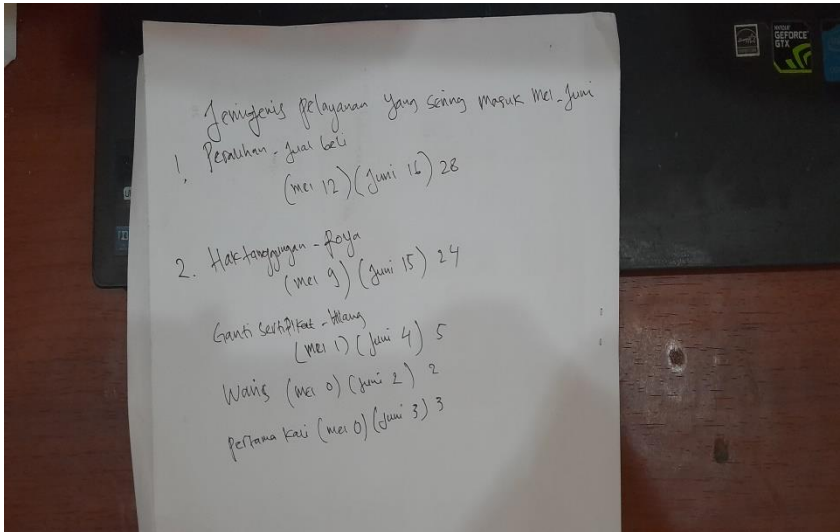 Jenis-Jenis pelayanan yang sering masuk Mei-Juni
1. Peralihan - Jual beli
(mei 12) (Juni 16) 28
2. Hak tanggungan - Roya
(mei 9) (Juni 15) 24
Ganti sertifikat - Hilang
(mei 1) (Juni 4) 5
Waris (mei 0) (Juni 2) 2
pertama kali (mei 0) (Juni 3) 3
GEFORCE
GTX